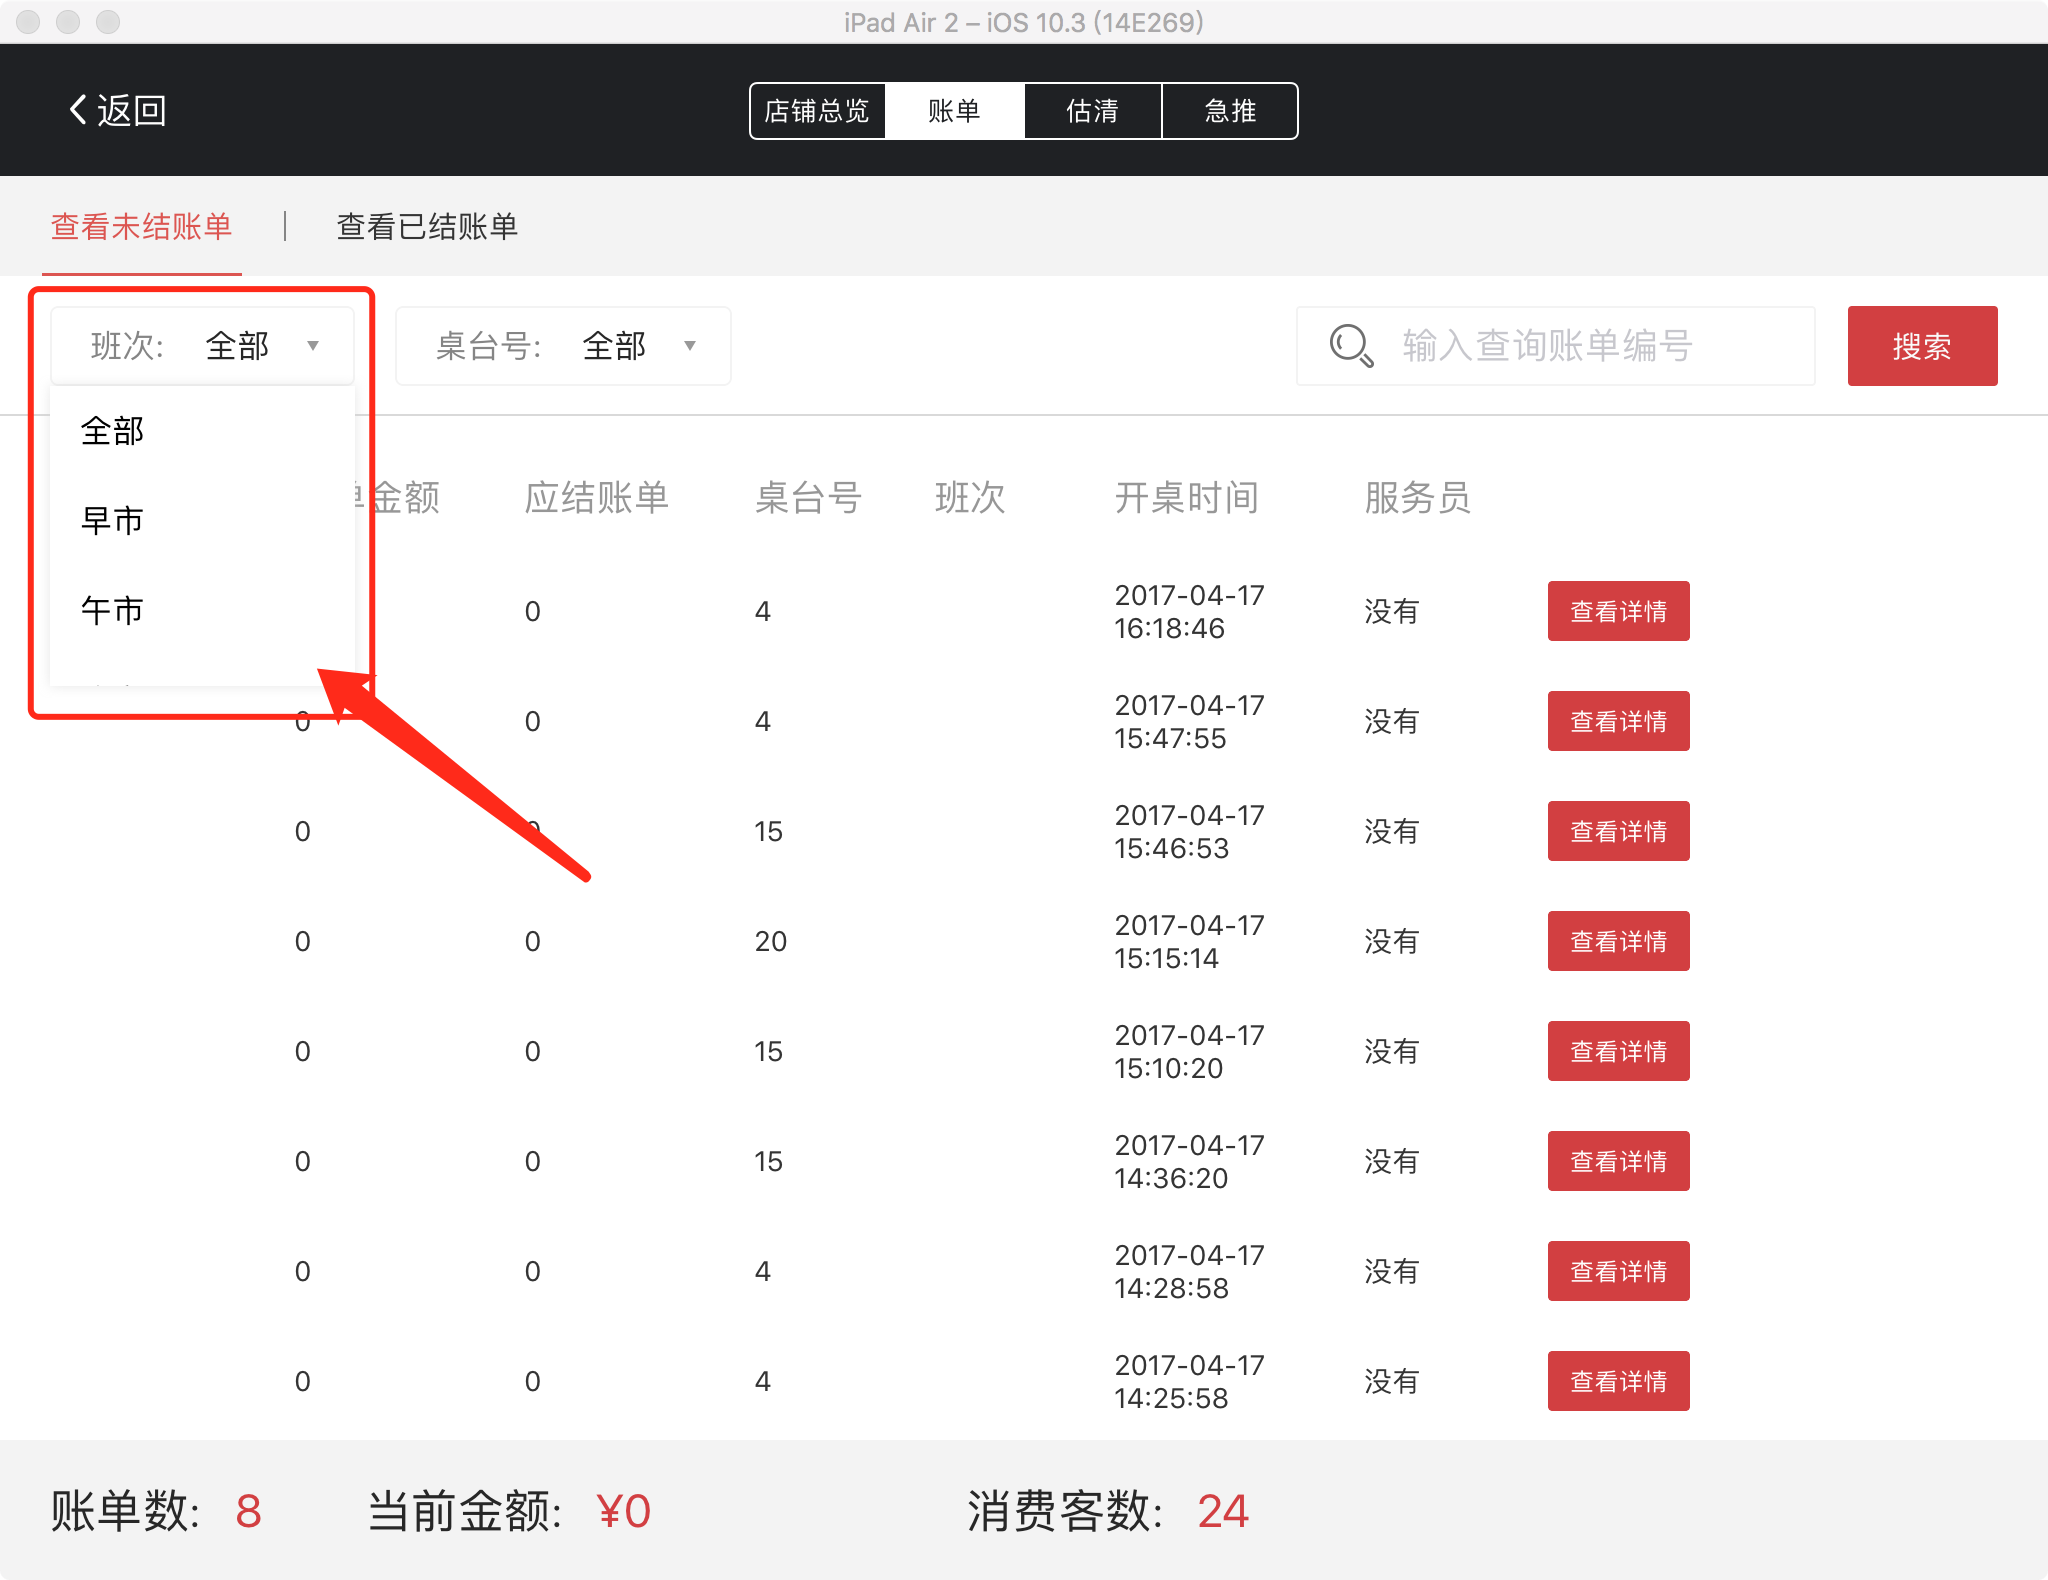 iPad Air 2 – iOS 10.3 (14E269)
返回
店铺总览 账单 估清 急推
查看未结账单 | 查看已结账单
班次: 全部 ▼ 桌台号: 全部 ▼ 输入查询账单编号 搜索
全部
早市
午市
单金额 应结账单 桌台号 班次 开桌时间 服务员
0 4 2017-04-17 16:18:46 没有 查看详情
0 0 4 2017-04-17 15:47:55 没有 查看详情
0 0 15 2017-04-17 15:46:53 没有 查看详情
0 0 20 2017-04-17 15:15:14 没有 查看详情
0 0 15 2017-04-17 15:10:20 没有 查看详情
0 0 15 2017-04-17 14:36:20 没有 查看详情
0 0 4 2017-04-17 14:28:58 没有 查看详情
0 0 4 2017-04-17 14:25:58 没有 查看详情
账单数: 8 当前金额: ¥0 消费客数: 24